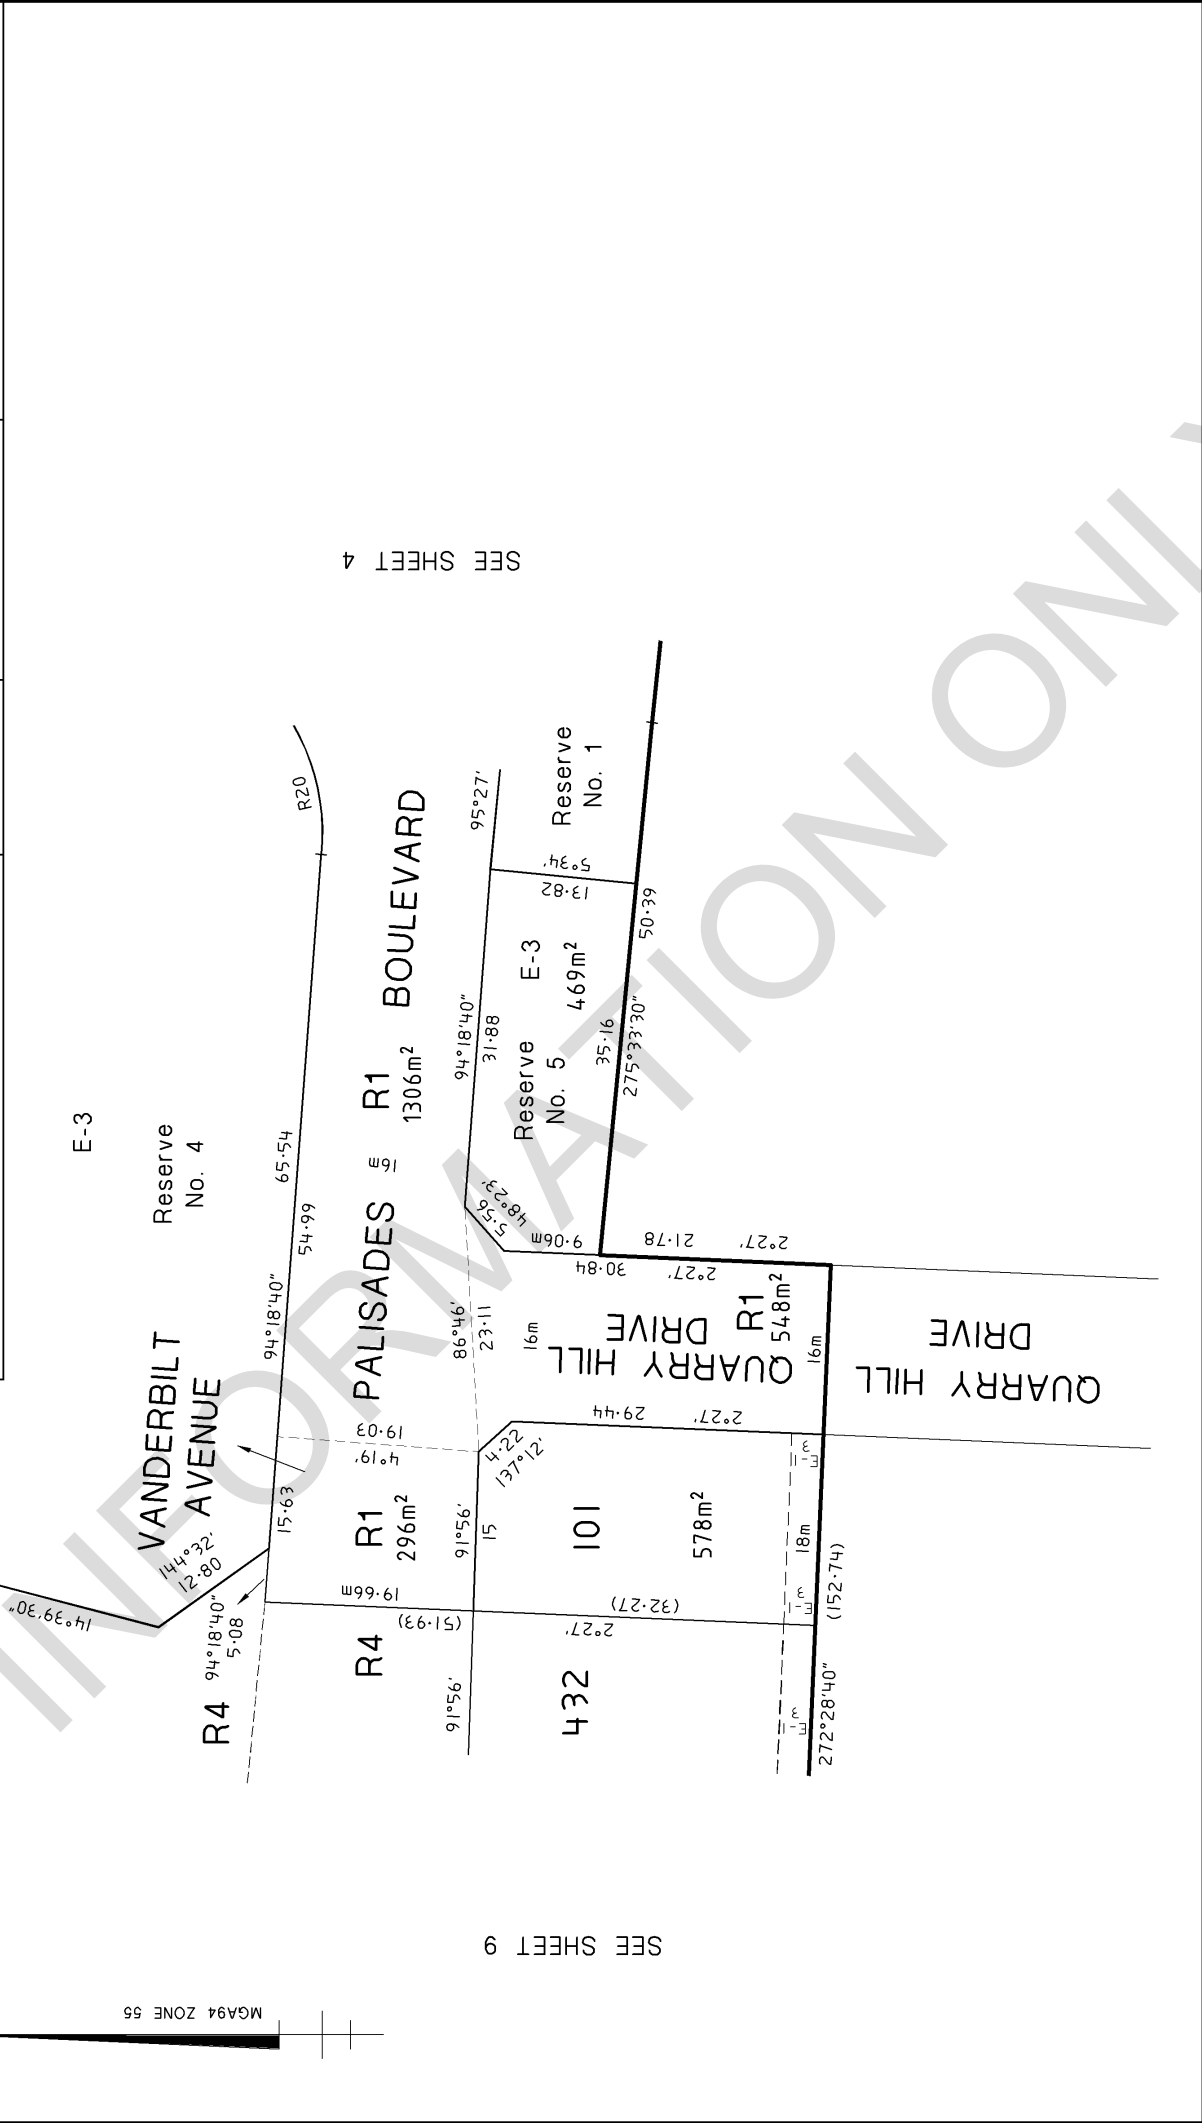 E-3
Reserve
No. 4
SEE SHEET 4
VANDERBILT
AVENUE
14°39'30"
144°32'
12·80
94°18'40"
5·08
R4
15·63
94°18'40"
54·99
65·54
R20
PALISADES
16m
R1
1306m²
BOULEVARD
4°19'
19·03
R1
296m²
19·66m
R4
(51·93)
91°56'
91°56'
15
86°46'
23·11
94°18'40"
31·88
95°27'
Reserve
No. 1
5°34'
13·82
Reserve
No. 5
E-3
469m²
48°23'
5·56
9·06m
35·16
275°33'30"
50·39
30·84
2°27'
21·78
2°27'
16m
QUARRY HILL
DRIVE
R1
548m²
16m
4·22
137°12'
29·44
2°27'
101
578m²
432
(32·27)
2°27'
E-1
3
18m
E-1
3
E-1
3
(152·74)
272°28'40"
QUARRY HILL
DRIVE
SEE SHEET 9
MGA94 ZONE 55
INFORMATION ONL